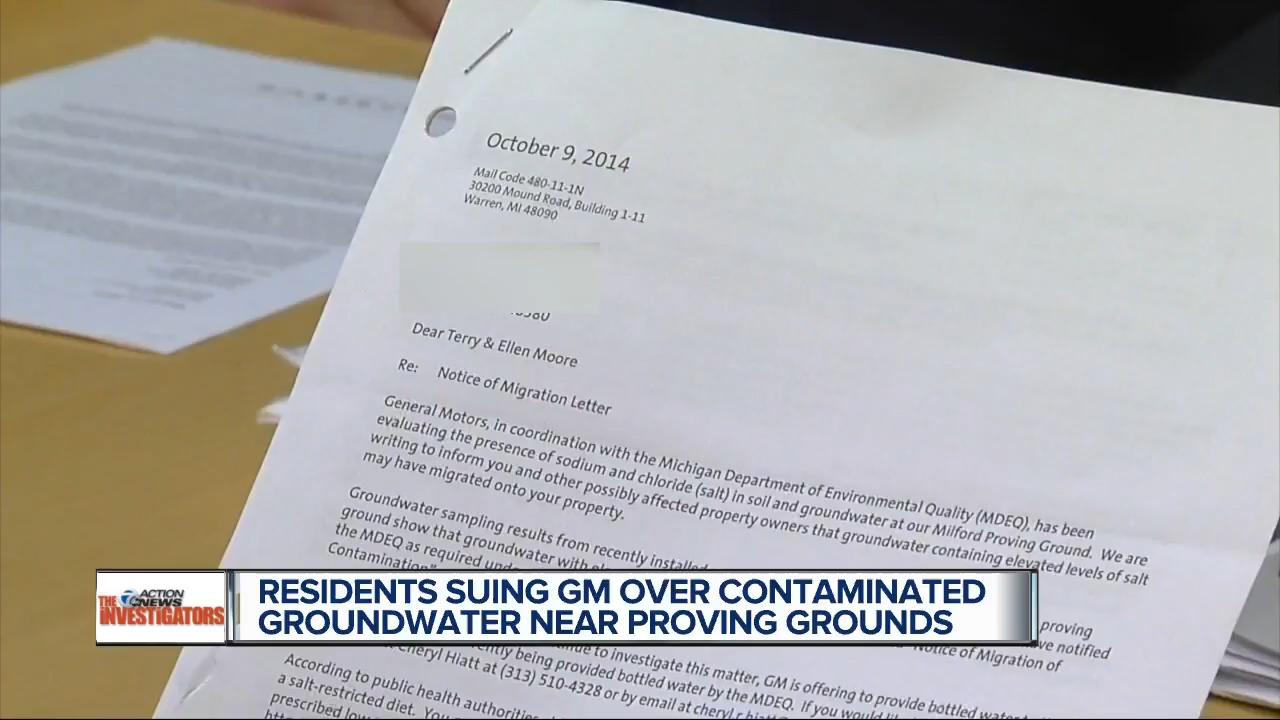 October 9, 2014
Mail Code 480-11-1N
30200 Mound Road, Building 1-11
Warren, MI 48090
Dear Terry & Ellen Moore
Re: Notice of Migration Letter
General Motors, in coordination with the Michigan Department of Environmental Quality (MDEQ), has been
evaluating the presence of sodium and chloride (salt) in soil and groundwater at our Milford Proving Ground. We are
writing to inform you and other possibly affected property owners that groundwater containing elevated levels of salt
may have migrated onto your property.
Groundwater sampling results from recently installed
proving
ground show that groundwater with
have notified
the MDEQ as required
"Notice of Migration of
Contamination"
to investigate this matter, GM is offering to provide bottled
being provided bottled water by the MDEQ. If you would
Cheryl Hiatt at (313) 510-4328 or by email at
According to public health authorities
a salt-restricted diet. You
prescribed
7 ACTION NEWS
THE INVESTIGATORS
RESIDENTS SUING GM OVER CONTAMINATED
GROUNDWATER NEAR PROVING GROUNDS